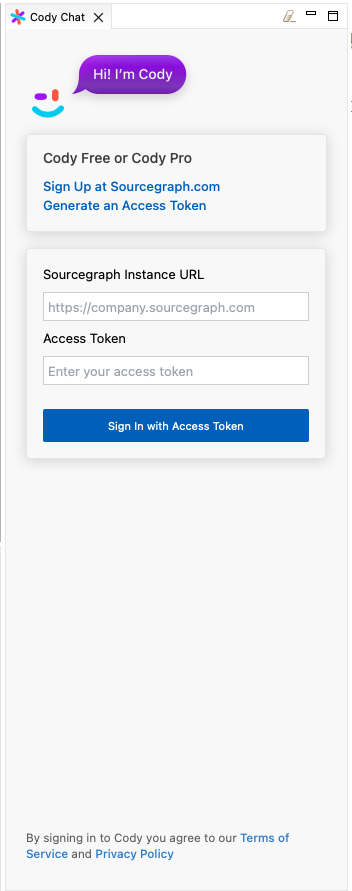 Cody Chat
Hi! I'm Cody
Cody Free or Cody Pro
Sign Up at Sourcegraph.com
Generate an Access Token
Sourcegraph Instance URL
https://company.sourcegraph.com
Access Token
Enter your access token
Sign In with Access Token
By signing in to Cody you agree to our Terms of
Service and Privacy Policy